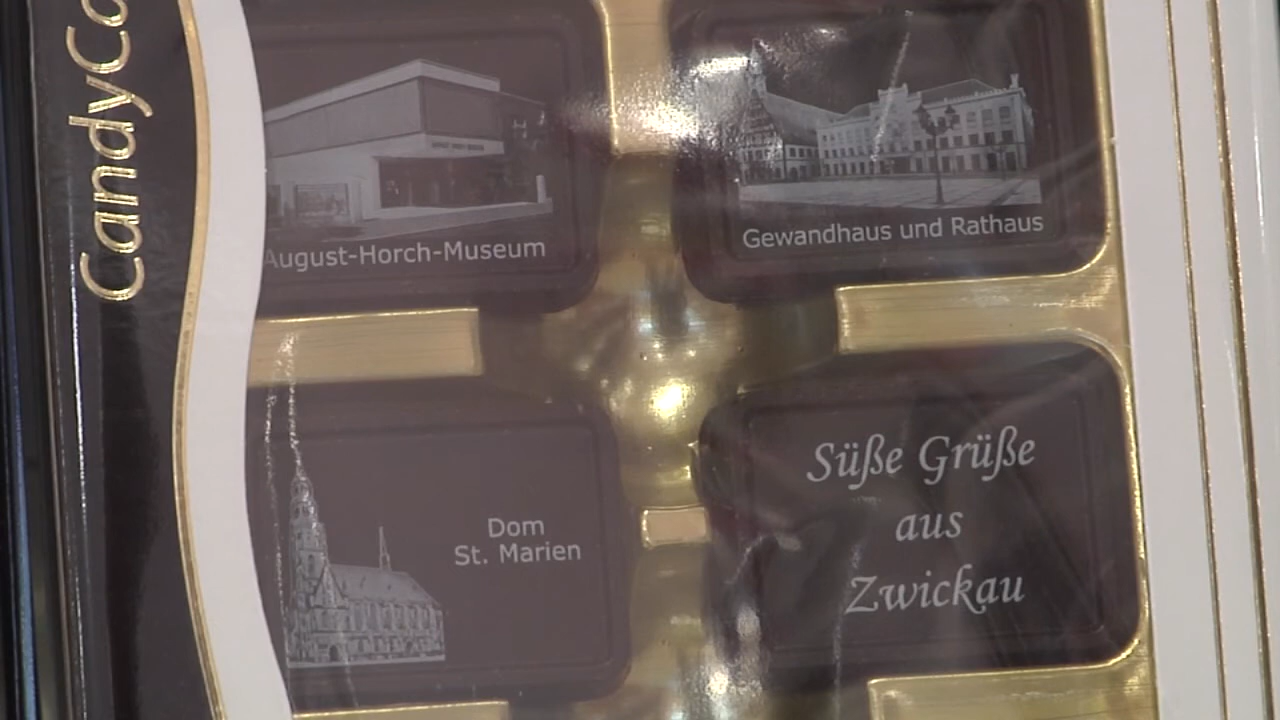 CandyCo
August-Horch-Museum
Gewandhaus und Rathaus
Dom
St. Marien
Süße Grüße
aus
Zwickau